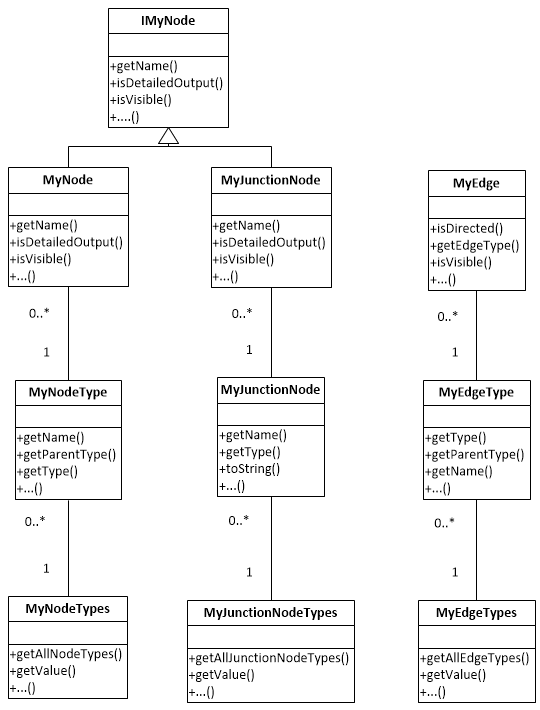 IMyNode
+getName()
+isDetailedOutput()
+isVisible()
+....()
MyNode
+getName()
+isDetailedOutput()
+isVisible()
+...()
MyJunctionNode
+getName()
+isDetailedOutput()
+isVisible()
+...()
MyEdge
+isDirected()
+getEdgeType()
+isVisible()
+...()
0..*
1
0..*
1
0..*
1
MyNodeType
+getName()
+getParentType()
+getType()
+...()
MyJunctionNode
+getName()
+getType()
+toString()
+...()
MyEdgeType
+getType()
+getParentType()
+getName()
+...()
0..*
1
0..*
1
0..*
1
MyNodeTypes
+getAllNodeTypes()
+getValue()
+...()
MyJunctionNodeTypes
+getAllJunctionNodeTypes()
+getValue()
+...()
MyEdgeTypes
+getAllEdgeTypes()
+getValue()
+...()